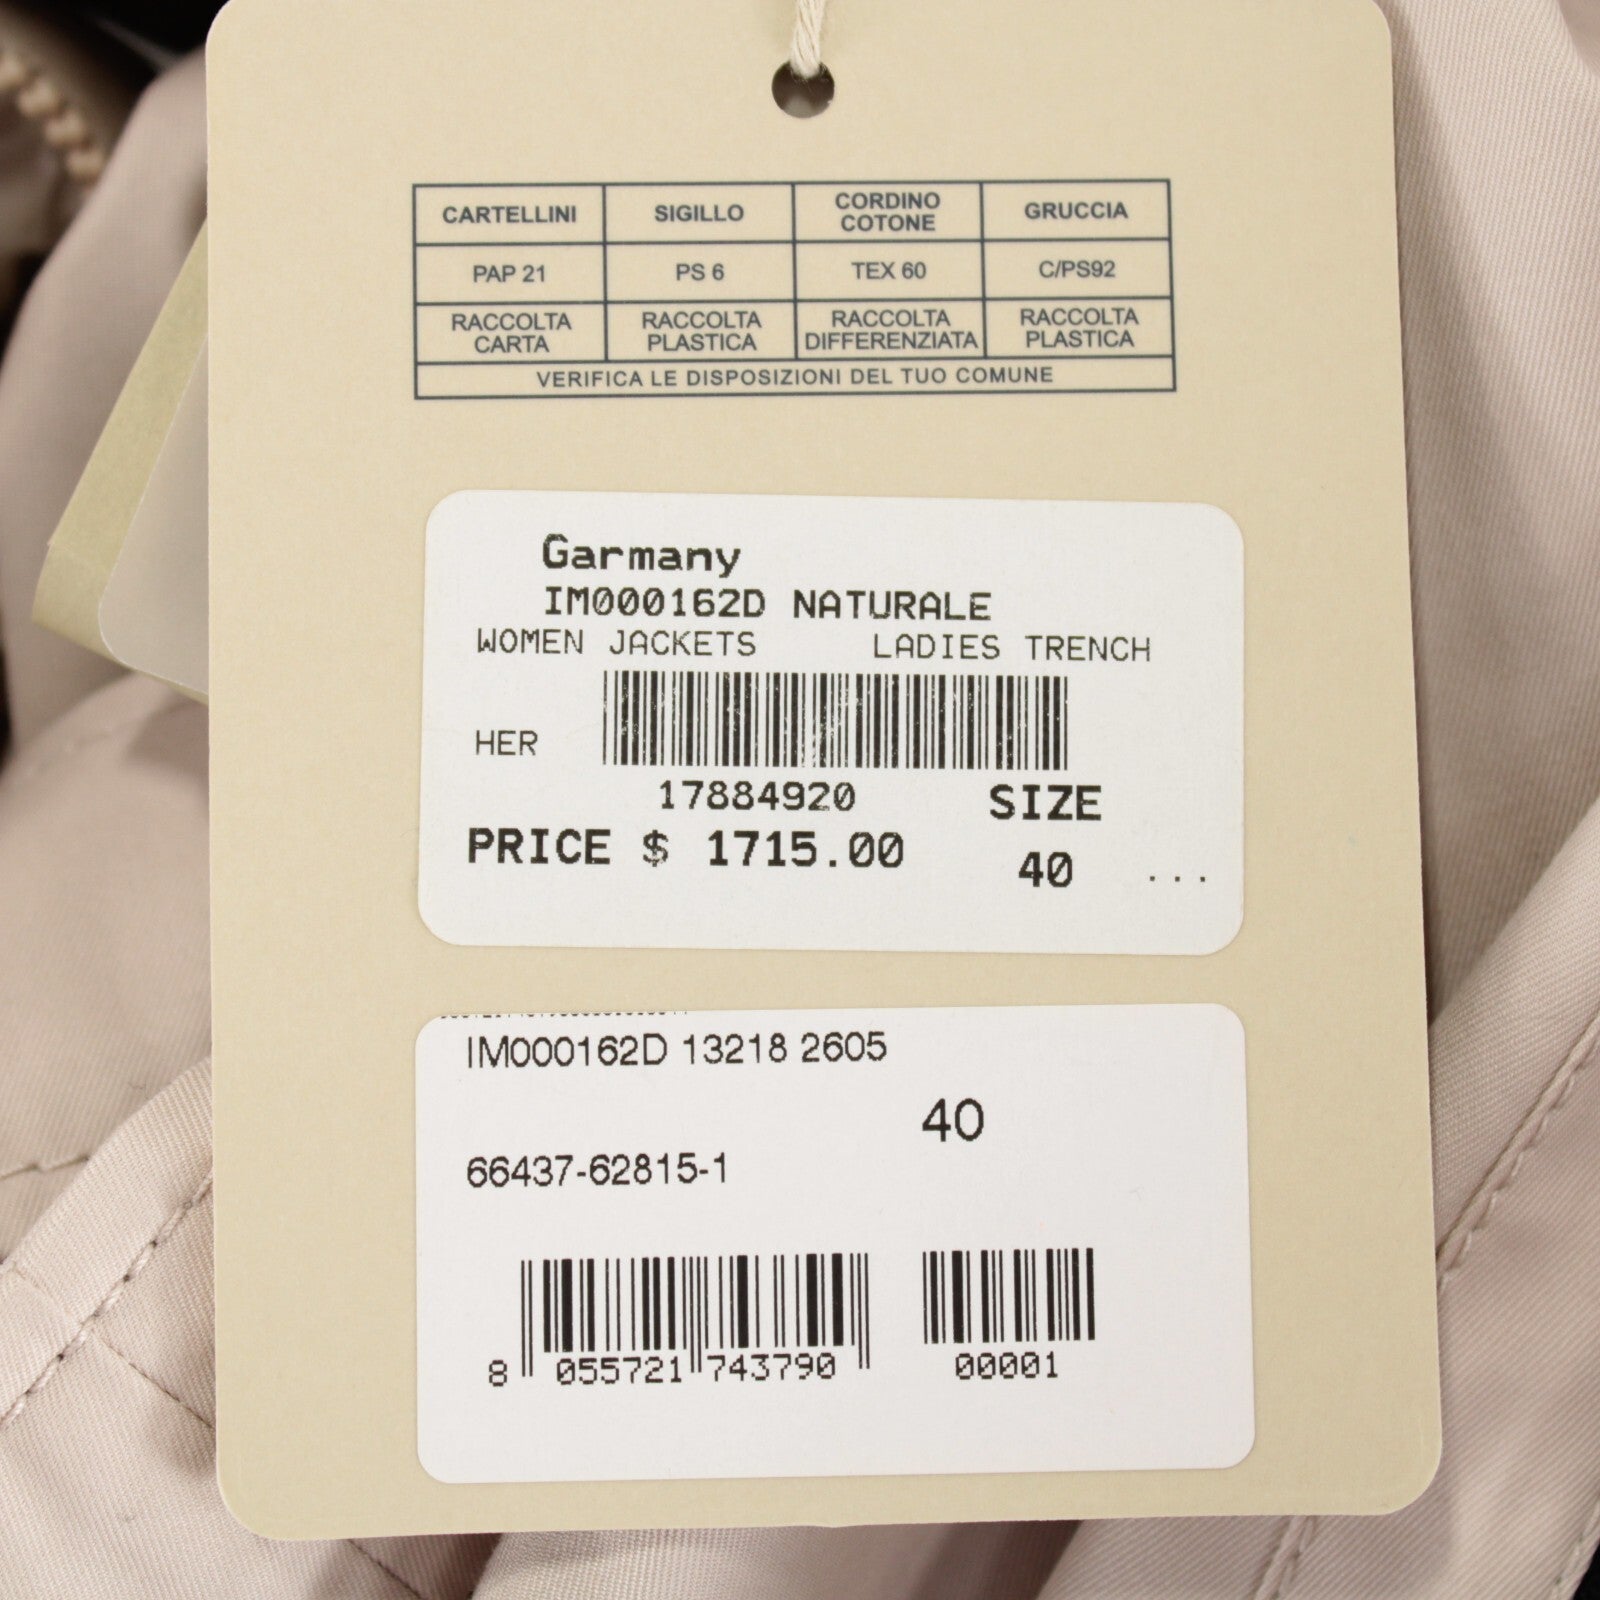 CARTELLINI SIGILLO CORDINO COTONE GRUCCIA
PAP 21 PS 6 TEX 60 C/PS92
RACCOLTA CARTA RACCOLTA PLASTICA RACCOLTA DIFFERENZIATA RACCOLTA PLASTICA
VERIFICA LE DISPOSIZIONI DEL TUO COMUNE
Garmany
IM000162D NATURALE
WOMEN JACKETS LADIES TRENCH
HER
17884920 SIZE
PRICE $ 1715.00 40 ...
IM000162D 13218 2605
40
66437-62815-1
8 055721 743790 00001